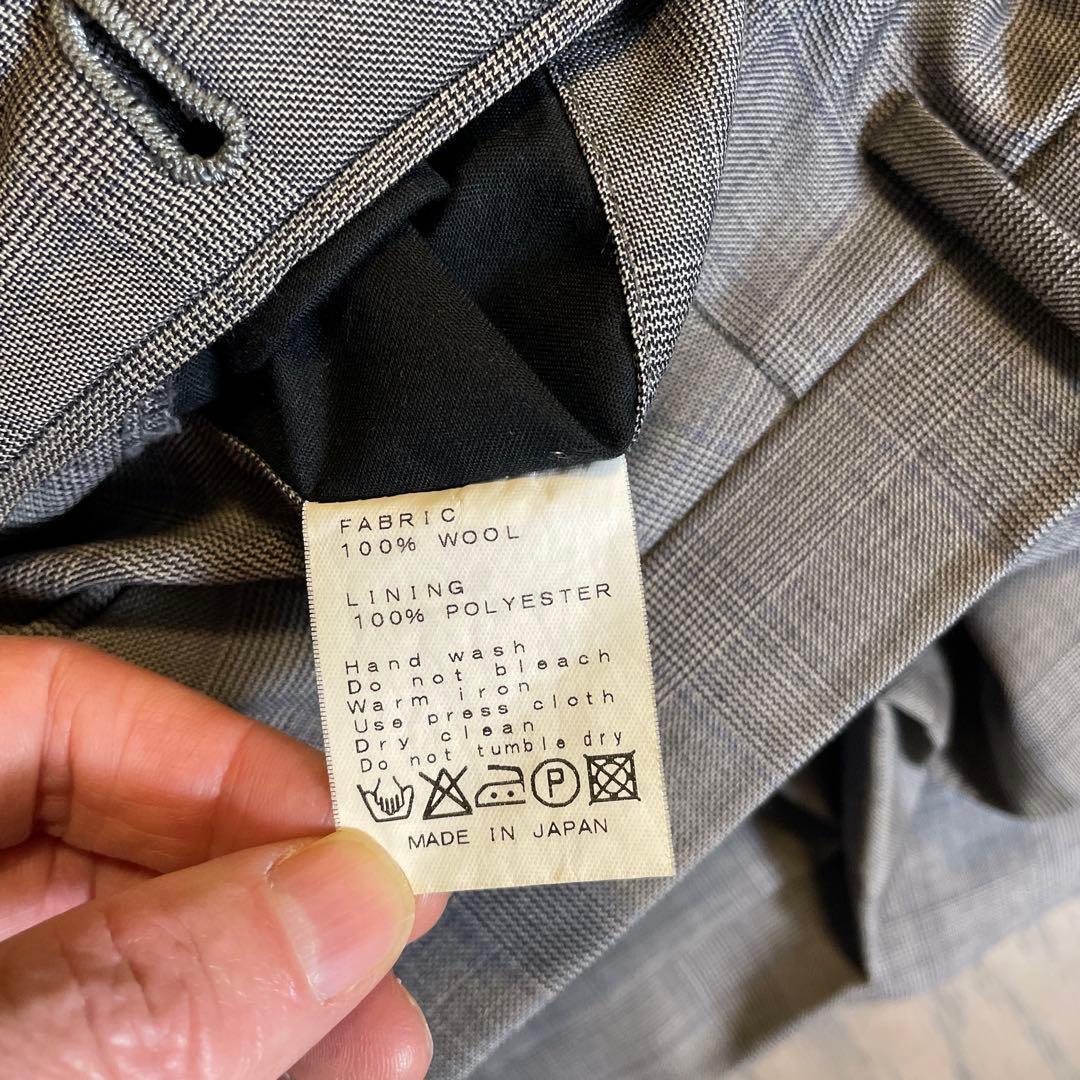 FABRIC
100% WOOL
LINING
100% POLYESTER
Hand wash
Do not bleach
Warm iron
Use press cloth
Dry clean
Do not tumble dry
P
MADE IN JAPAN